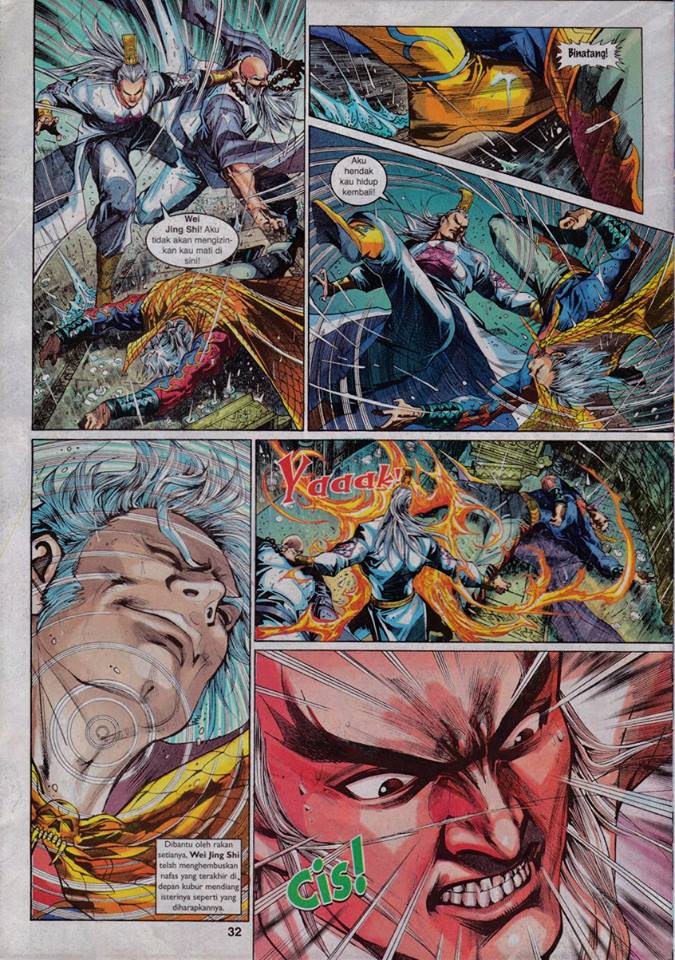 Wei
Jing Shi! Aku
tidak akan mengizin-
kan kau mati di
sini!
Binatang!
Aku
hendak
kau hidup
kembali!
Yaaak!
Dibantu oleh rakan
setianya, Wei Jing Shi
telah menghembuskan
nafas yang terakhir di
depan kubur mendiang
isterinya seperti yang
diharapkannya.
Cis!
32